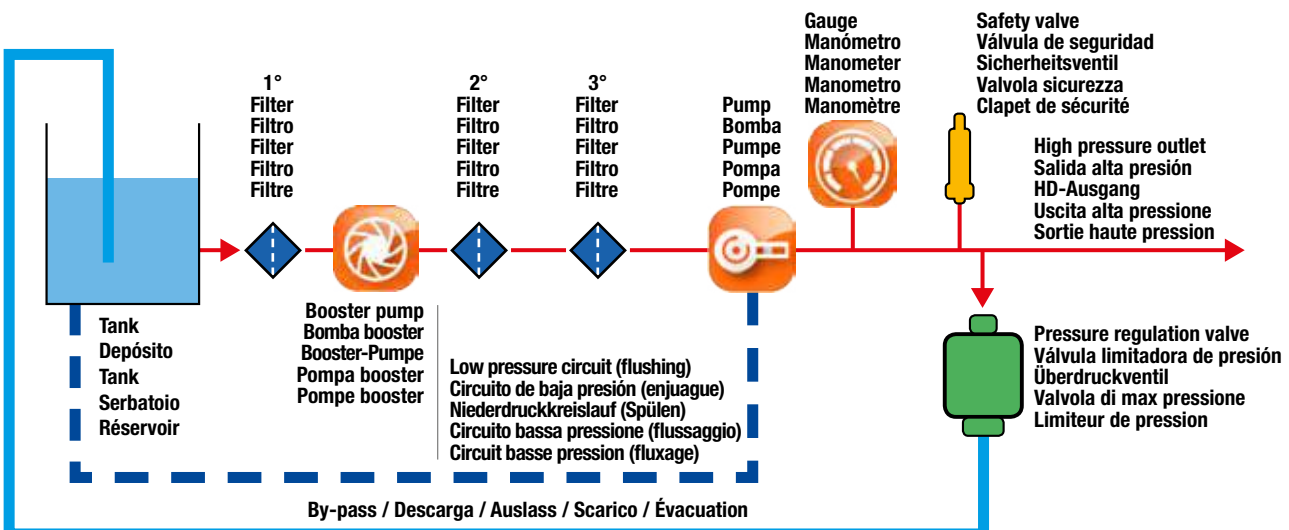 Gauge
Manómetro
Manometer
Manometro
Manomètre
Safety valve
Válvula de seguridad
Sicherheitsventil
Valvola sicurezza
Clapet de sécurité
1°
Filter
Filtro
Filter
Filtro
Filtre
2°
Filter
Filtro
Filter
Filtro
Filtre
3°
Filter
Filtro
Filter
Filtro
Filtre
Pump
Bomba
Pumpe
Pompa
Pompe
High pressure outlet
Salida alta presión
HD-Ausgang
Uscita alta pressione
Sortie haute pression
Tank
Depósito
Tank
Serbatoio
Réservoir
Booster pump
Bomba booster
Booster-Pumpe
Pompa booster
Pompe booster
Low pressure circuit (flushing)
Circuito de baja presión (enjuague)
Niederdruckkreislauf (Spülen)
Circuito bassa pressione (flussaggio)
Circuit basse pression (fluxage)
Pressure regulation valve
Válvula limitadora de presión
Überdruckventil
Valvola di max pressione
Limiteur de pression
By-pass / Descarga / Auslass / Scarico / Évacuation